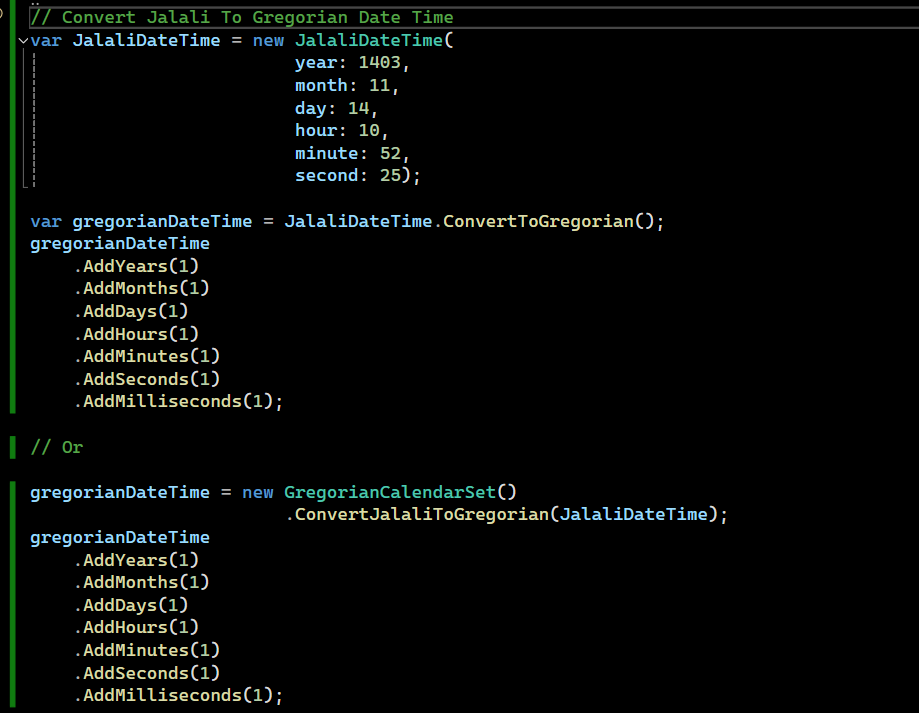 // Convert Jalali To Gregorian Date Time
var JalaliDateTime = new JalaliDateTime(
year: 1403,
month: 11,
day: 14,
hour: 10,
minute: 52,
second: 25);
var gregorianDateTime = JalaliDateTime.ConvertToGregorian();
gregorianDateTime
.AddYears(1)
.AddMonths(1)
.AddDays(1)
.AddHours(1)
.AddMinutes(1)
.AddSeconds(1)
.AddMilliseconds(1);
// Or
gregorianDateTime = new GregorianCalendarSet()
.ConvertJalaliToGregorian(JalaliDateTime);
gregorianDateTime
.AddYears(1)
.AddMonths(1)
.AddDays(1)
.AddHours(1)
.AddMinutes(1)
.AddSeconds(1)
.AddMilliseconds(1);